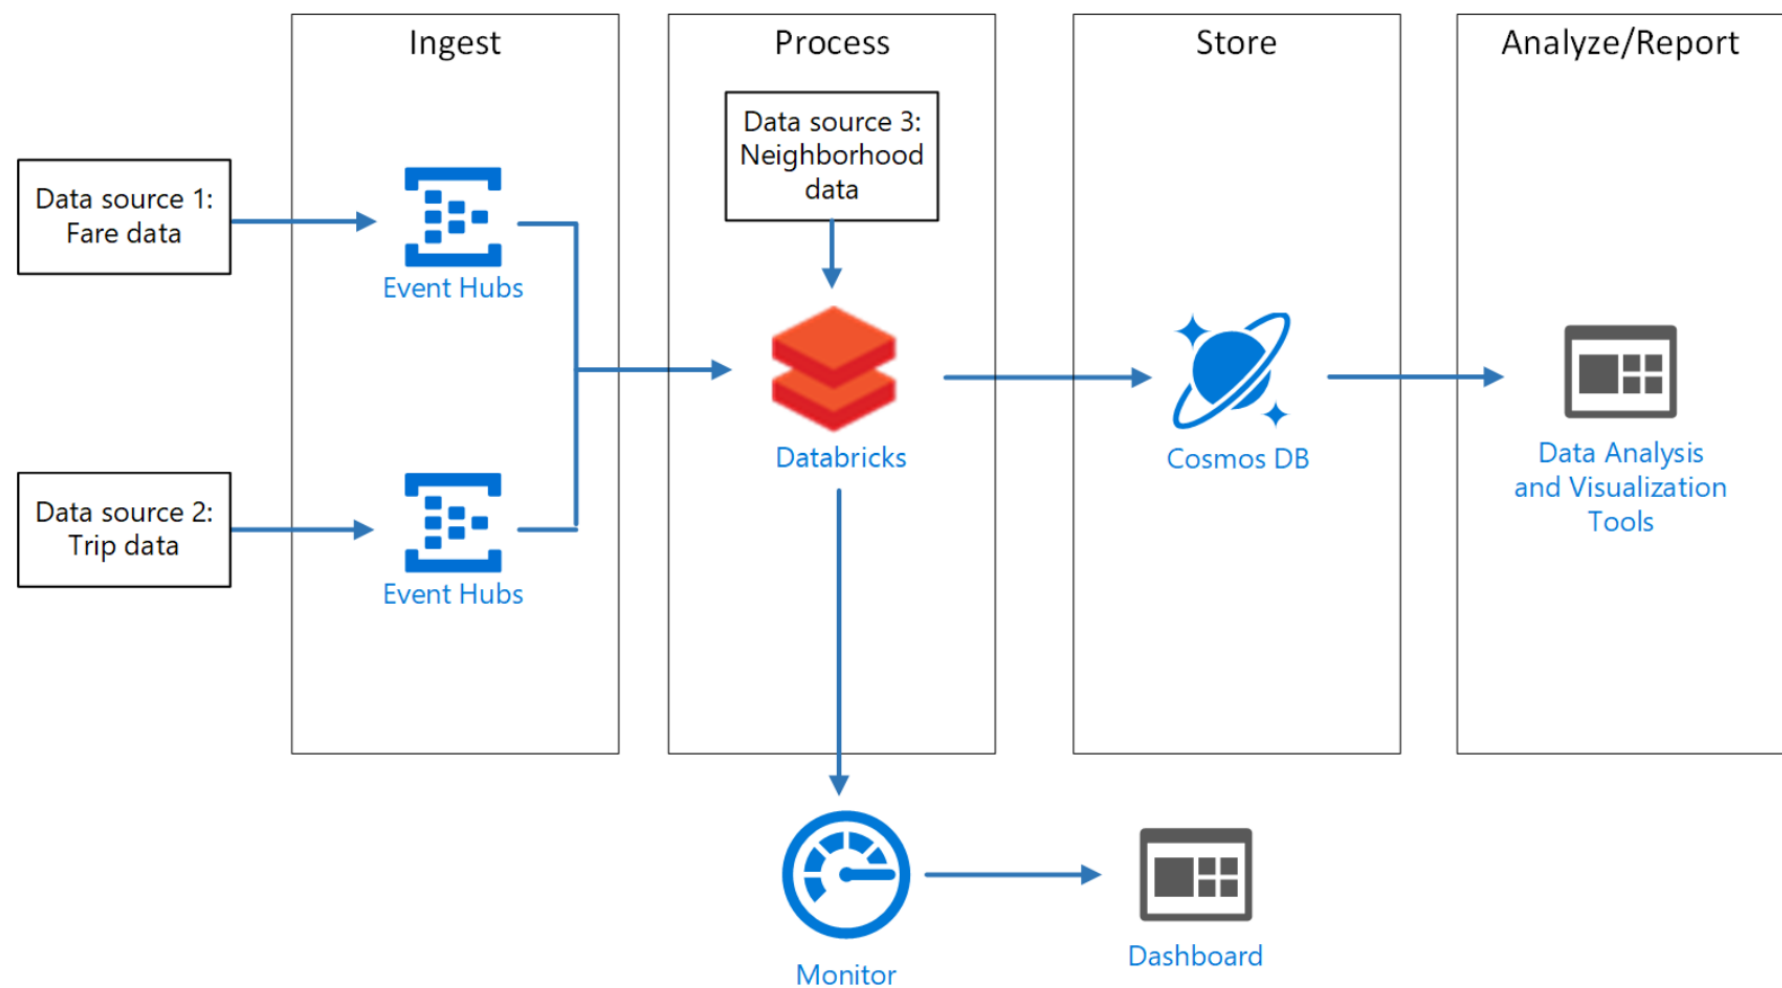 Ingest
Process
Store
Analyze/Report
Data source 1:
Fare data
Event Hubs
Data source 2:
Trip data
Event Hubs
Data source 3:
Neighborhood
data
Databricks
Cosmos DB
Data Analysis
and Visualization
Tools
Monitor
Dashboard